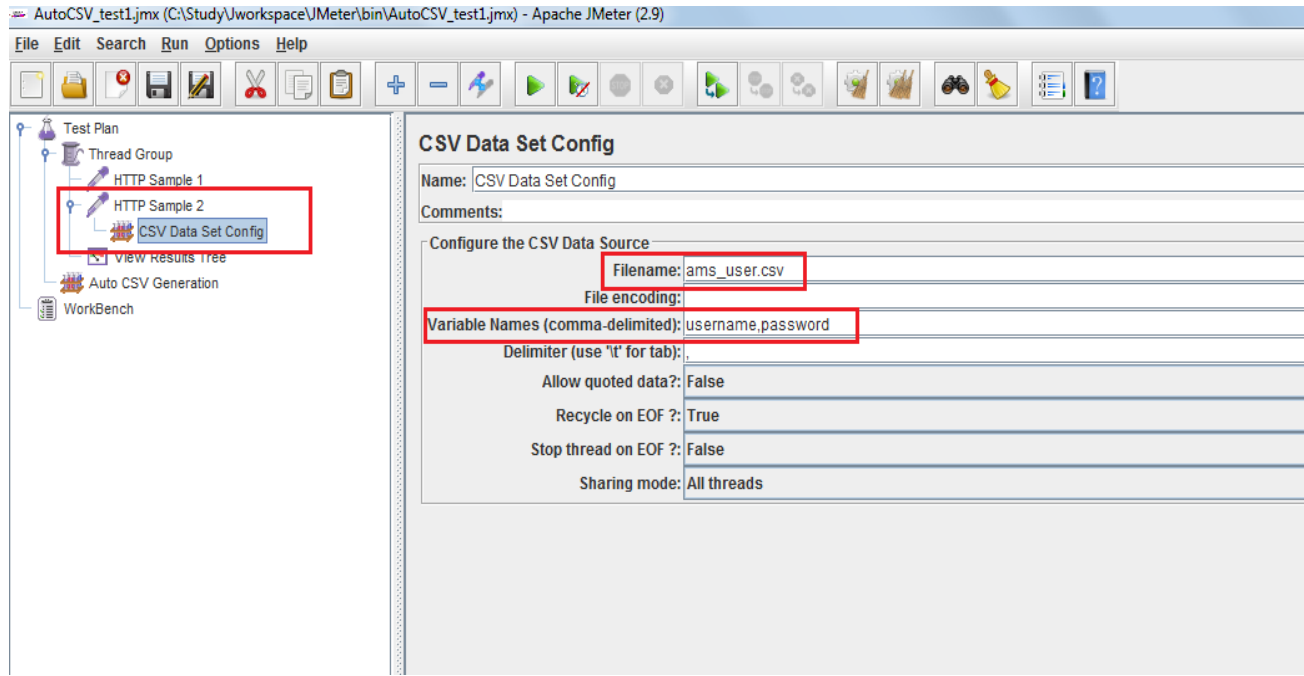 AutoCSV_test1.jmx (C:\Study\Jworkspace\JMeter\bin\AutoCSV_test1.jmx) - Apache JMeter (2.9)
File Edit Search Run Options Help
Test Plan
Thread Group
HTTP Sample 1
HTTP Sample 2
CSV Data Set Config
View Results Tree
Auto CSV Generation
WorkBench
CSV Data Set Config
Name: CSV Data Set Config
Comments:
Configure the CSV Data Source
Filename: ams_user.csv
File encoding:
Variable Names (comma-delimited): username,password
Delimiter (use '\t' for tab): ,
Allow quoted data?: False
Recycle on EOF ?: True
Stop thread on EOF ?: False
Sharing mode: All threads